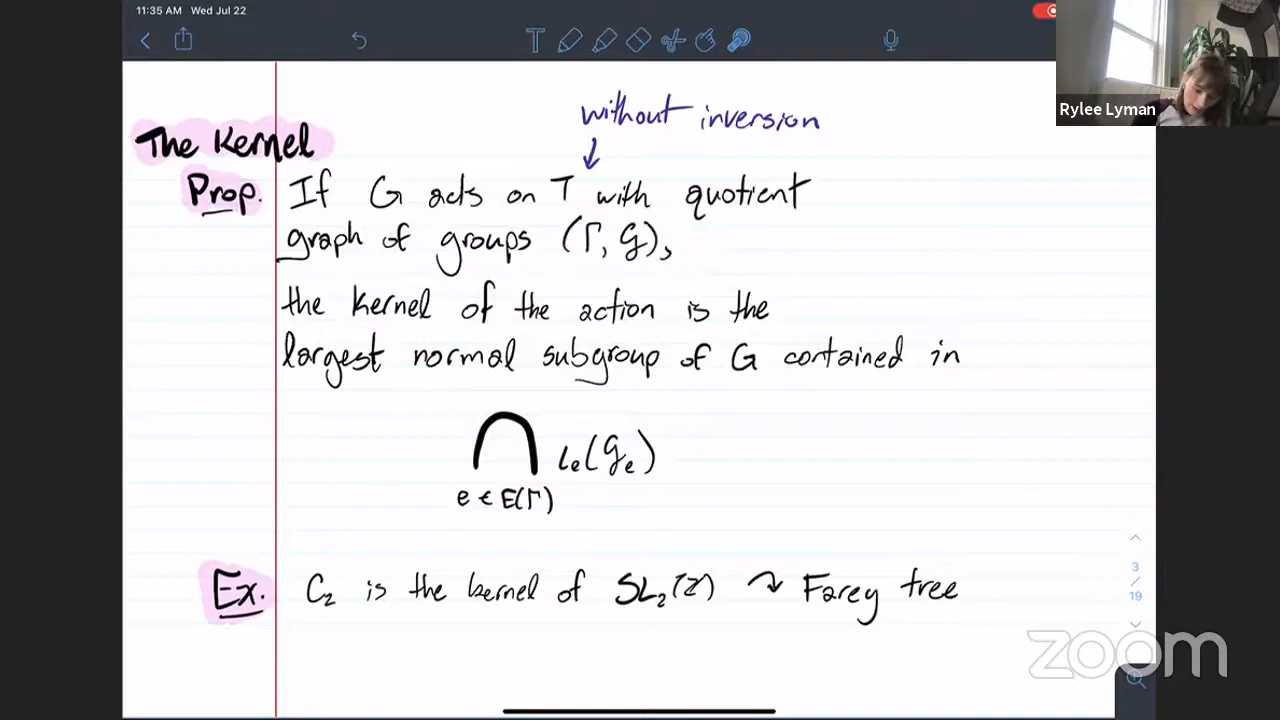 11:35 AM Wed Jul 22
Rylee Lyman
without inversion
↓
The Kernel
Prop. If G acts on T with quotient
graph of groups (Γ, 𝒢),
the kernel of the action is the
largest normal subgroup of G contained in
⋂ ιₑ(𝒢ₑ)
e ∈ E(Γ)
Ex. C₂ is the kernel of SL₂(ℤ) ↷ Farey tree
3
/
19
zoom